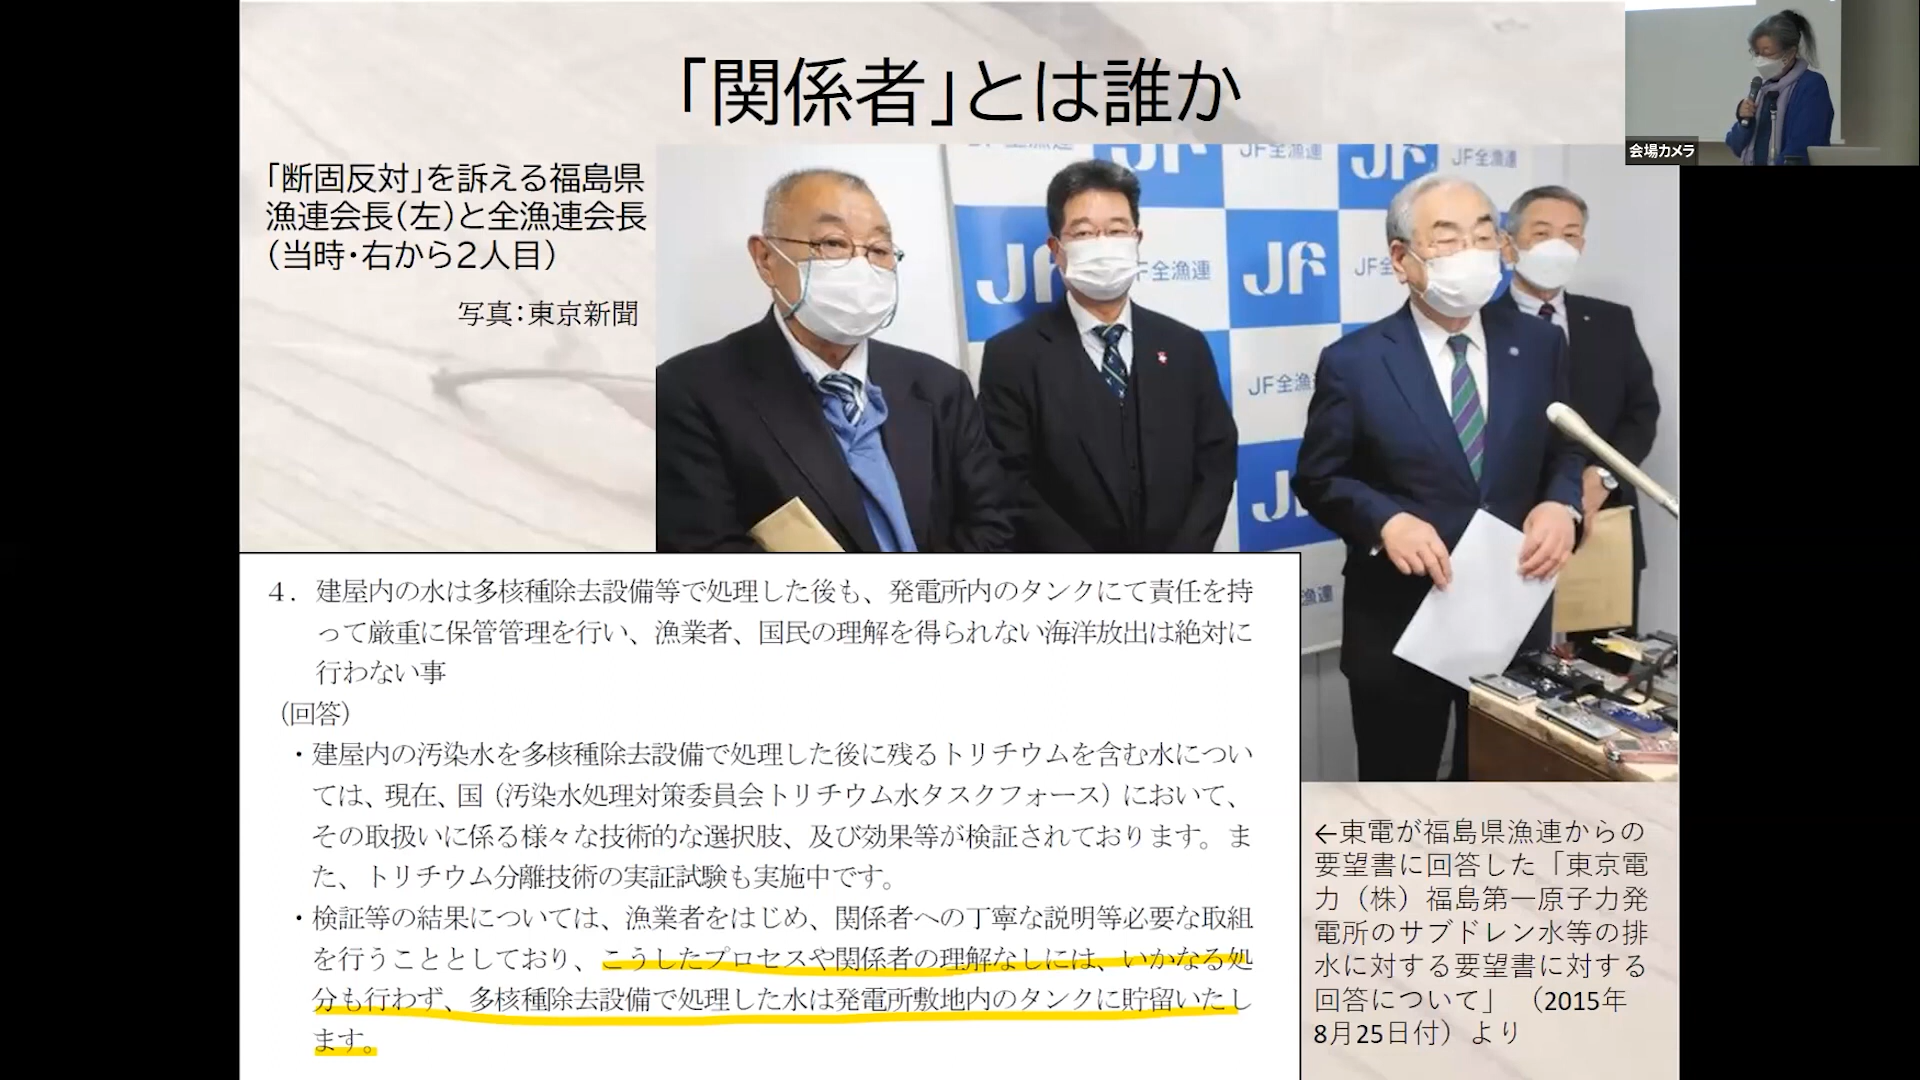 「関係者」とは誰か
会場カメラ
「断固反対」を訴える福島県
漁連会長（左）と全漁連会長
（当時・右から２人目）
写真：東京新聞
JF全漁連
JF全漁連
F全漁連
JF
JF全
JF全漁
漁連
４．建屋内の水は多核種除去設備等で処理した後も、発電所内のタンクにて責任を持
って厳重に保管管理を行い、漁業者、国民の理解を得られない海洋放出は絶対に
行わない事
（回答）
・建屋内の汚染水を多核種除去設備で処理した後に残るトリチウムを含む水につい
ては、現在、国（汚染水処理対策委員会トリチウム水タスクフォース）において、
その取扱いに係る様々な技術的な選択肢、及び効果等が検証されております。ま
た、トリチウム分離技術の実証試験も実施中です。
・検証等の結果については、漁業者をはじめ、関係者への丁寧な説明等必要な取組
を行うこととしており、こうしたプロセスや関係者の理解なしには、いかなる処
分も行わず、多核種除去設備で処理した水は発電所敷地内のタンクに貯留いたし
ます。
←東電が福島県漁連からの
要望書に回答した「東京電
力（株）福島第一原子力発
電所のサブドレン水等の排
水に対する要望書に対する
回答について」（2015年
8月25日付）より